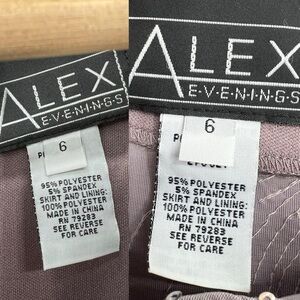 ALEX
E·V·E·N·I·N·G·S
6
95% POLYESTER
5% SPANDEX
SKIRT AND LINING:
100% POLYESTER
MADE IN CHINA
RN 79283
SEE REVERSE
FOR CARE
ALEX
E·V·E·N·I·N·G·S
6
95% POLYESTER
5% SPANDEX
SKIRT AND LINING:
100% POLYESTER
MADE IN CHINA
RN 79283
SEE REVERSE
FOR CARE